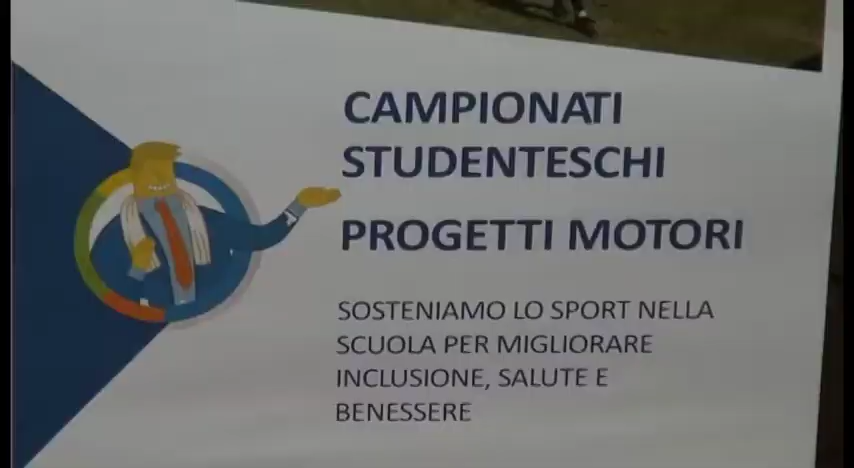 CAMPIONATI
STUDENTESCHI
PROGETTI MOTORI
SOSTENIAMO LO SPORT NELLA
SCUOLA PER MIGLIORARE
INCLUSIONE, SALUTE E
BENESSERE